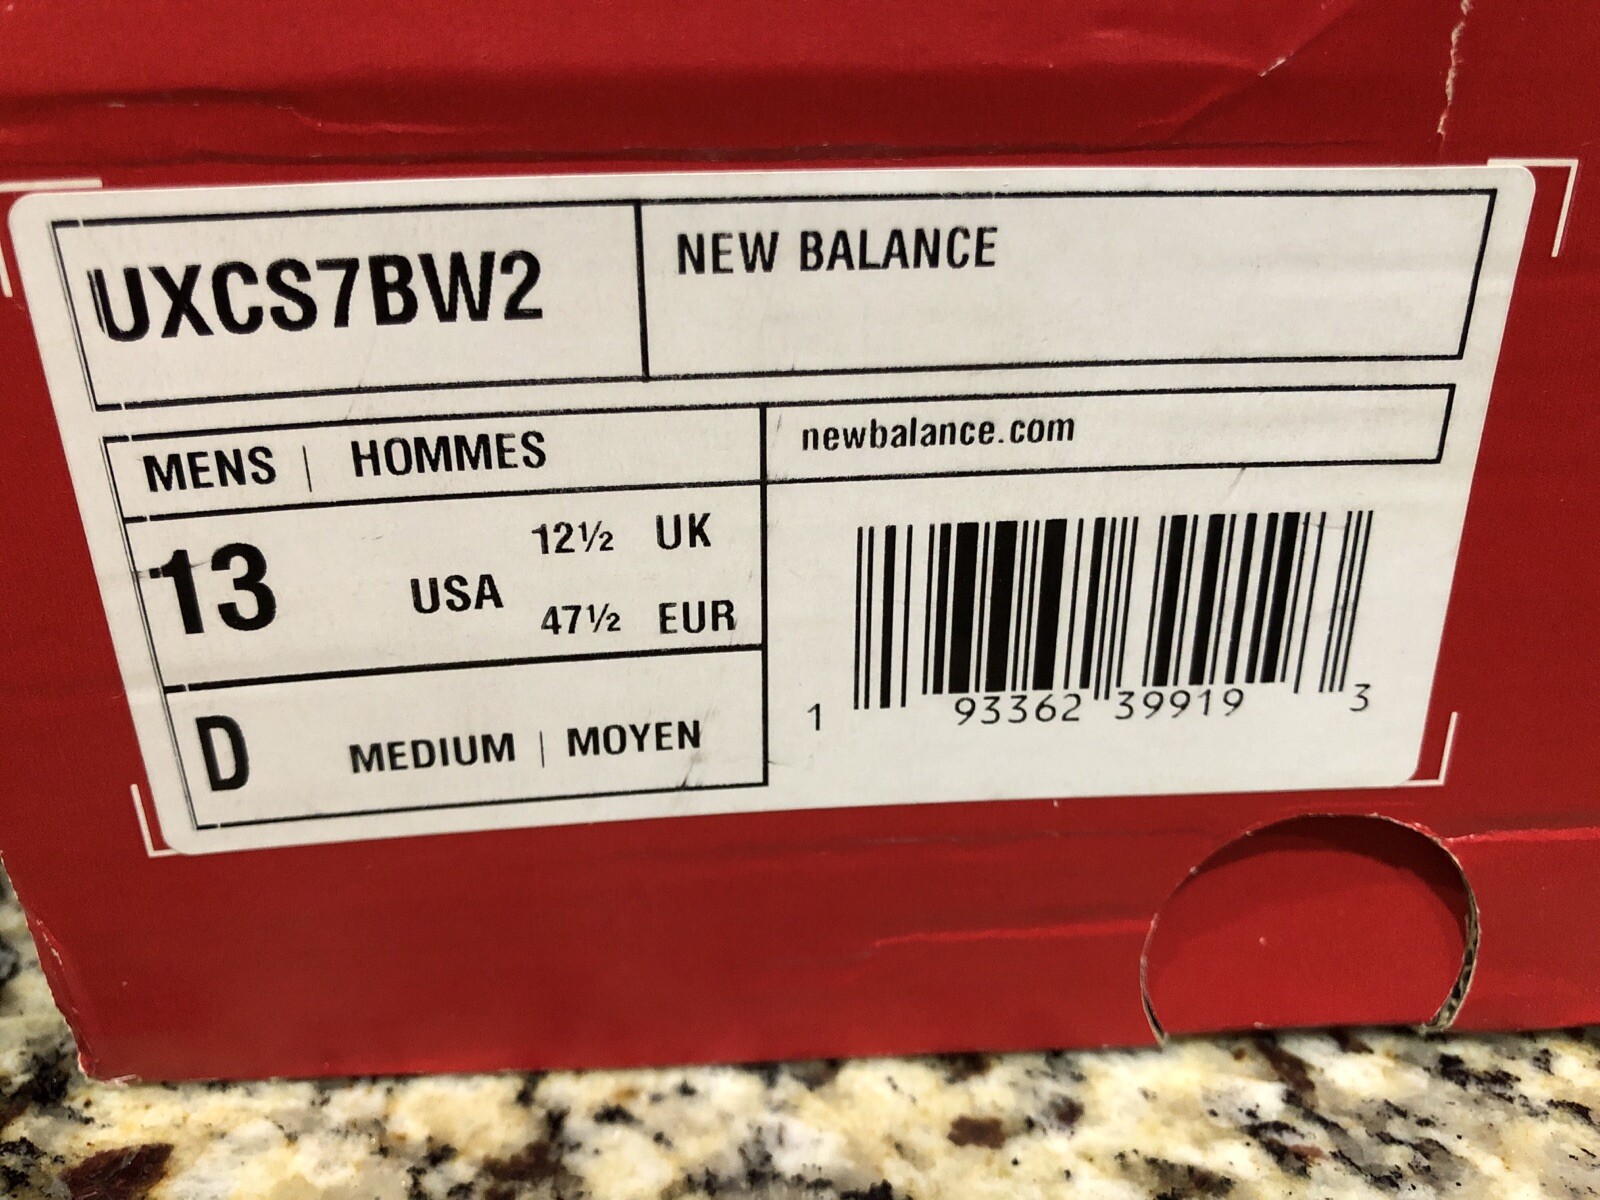 UXCS7BW2
NEW BALANCE
MENS | HOMMES
newbalance.com
13 USA
12½ UK
47½ EUR
D MEDIUM | MOYEN
1 93362 39919 3